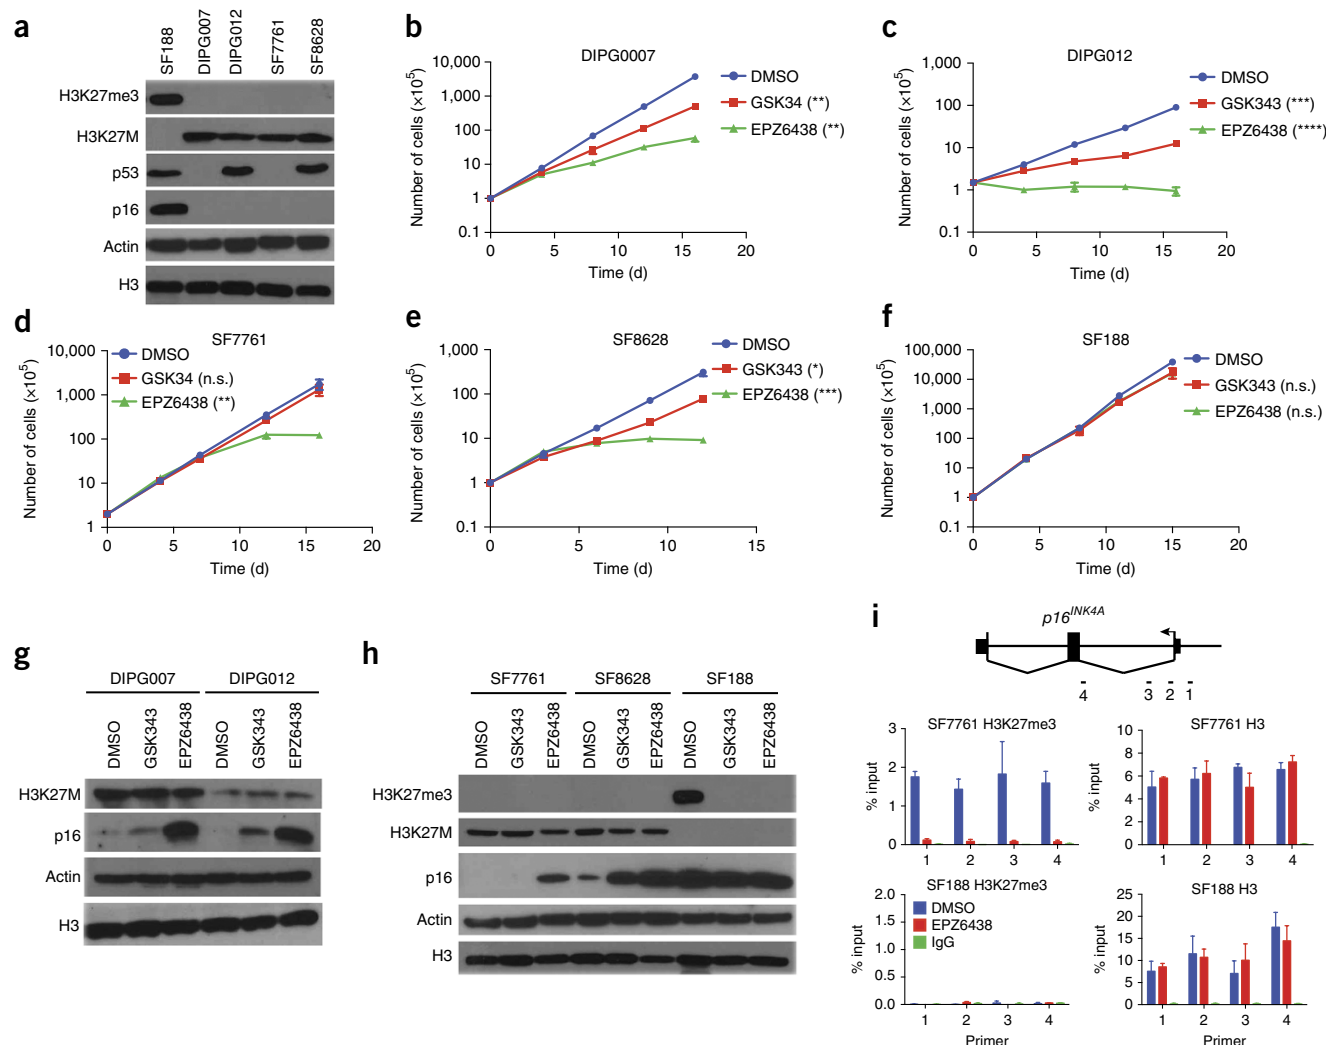 a
SF188
DIPG007
DIPG012
SF7761
SF8628
H3K27me3
H3K27M
p53
p16
Actin
H3
b
DIPG0007
10,000
1,000
100
10
1
0.1
Number of cells (×10⁵)
0 5 10 15 20
Time (d)
DMSO
GSK34 (**)
EPZ6438 (**)
c
DIPG012
1,000
100
10
1
0.1
Number of cells (×10⁵)
0 5 10 15 20
Time (d)
DMSO
GSK343 (***)
EPZ6438 (****)
d
SF7761
10,000
1,000
100
10
1
Number of cells (×10⁵)
0 5 10 15 20
Time (d)
DMSO
GSK34 (n.s.)
EPZ6438 (**)
e
SF8628
1,000
100
10
1
0.1
Number of cells (×10⁵)
0 5 10 15
Time (d)
DMSO
GSK343 (*)
EPZ6438 (***)
f
SF188
100,000
10,000
1,000
100
10
1
0.1
Number of cells (×10⁵)
0 5 10 15 20
Time (d)
DMSO
GSK343 (n.s.)
EPZ6438 (n.s.)
g
DIPG007 DIPG012
DMSO
GSK343
EPZ6438
DMSO
GSK343
EPZ6438
H3K27M
p16
Actin
H3
h
SF7761 SF8628 SF188
DMSO
GSK343
EPZ6438
DMSO
GSK343
EPZ6438
DMSO
GSK343
EPZ6438
H3K27me3
H3K27M
p16
Actin
H3
i
p16^INK4A
4 3 2 1
SF7761 H3K27me3
3
2
1
0
% input
1 2 3 4
SF7761 H3
10
8
6
4
2
0
% input
1 2 3 4
SF188 H3K27me3
2.0
1.5
1.0
0.5
0.0
% input
DMSO
EPZ6438
IgG
1 2 3 4
Primer
SF188 H3
25
20
15
10
5
0
% input
1 2 3 4
Primer